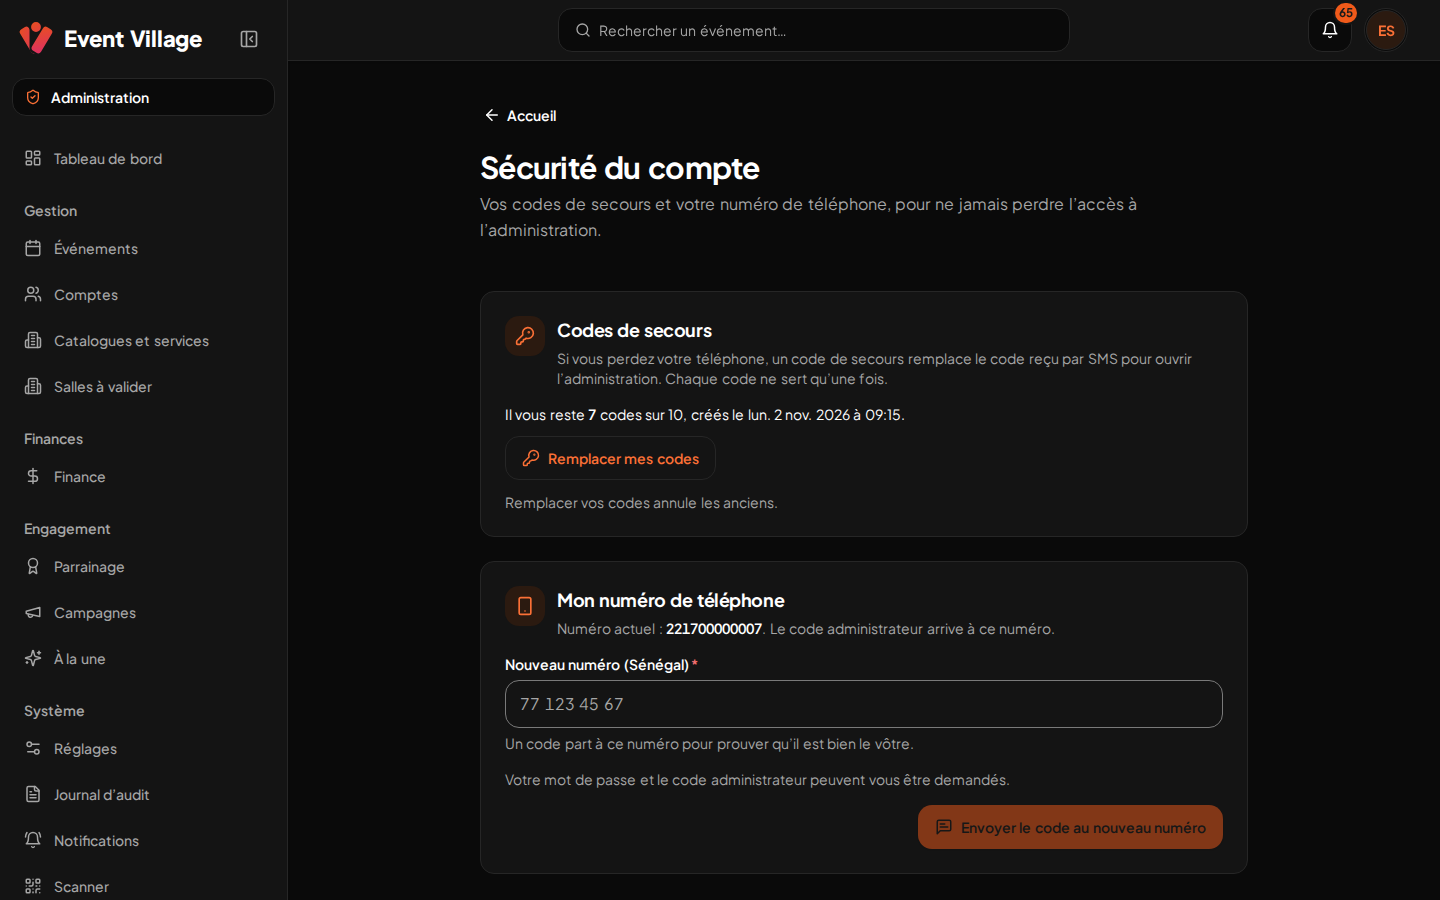 Event Village
Rechercher un événement…
65
ES
Administration
Tableau de bord
Gestion
Événements
Comptes
Catalogues et services
Salles à valider
Finances
Finance
Engagement
Parrainage
Campagnes
À la une
Système
Réglages
Journal d’audit
Notifications
Scanner
Accueil
Sécurité du compte
Vos codes de secours et votre numéro de téléphone, pour ne jamais perdre l’accès à
l’administration.
Codes de secours
Si vous perdez votre téléphone, un code de secours remplace le code reçu par SMS pour ouvrir
l’administration. Chaque code ne sert qu’une fois.
Il vous reste 7 codes sur 10, créés le lun. 2 nov. 2026 à 09:15.
Remplacer mes codes
Remplacer vos codes annule les anciens.
Mon numéro de téléphone
Numéro actuel : 221700000007. Le code administrateur arrive à ce numéro.
Nouveau numéro (Sénégal) *
77 123 45 67
Un code part à ce numéro pour prouver qu’il est bien le vôtre.
Votre mot de passe et le code administrateur peuvent vous être demandés.
Envoyer le code au nouveau numéro